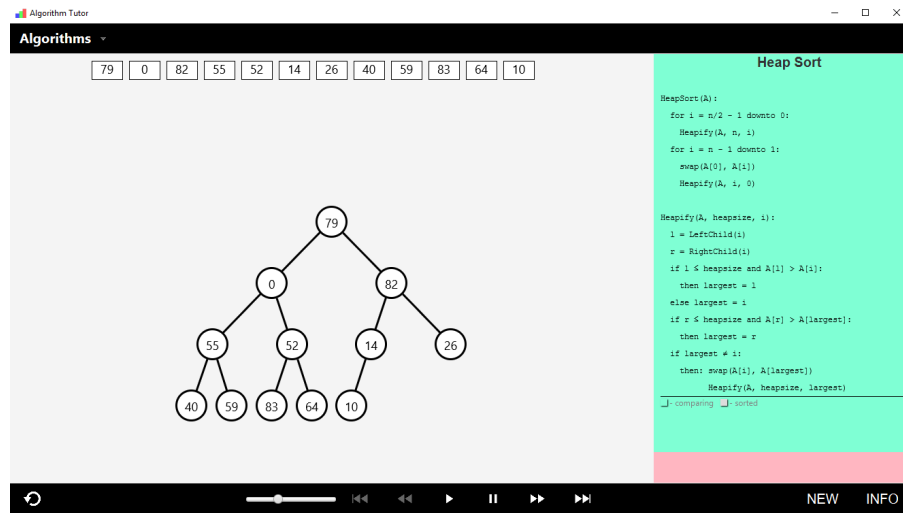 Algorithm Tutor
Algorithms
79 0 82 55 52 14 26 40 59 83 64 10
Heap Sort
HeapSort(A):
for i = n/2 - 1 downto 0:
Heapify(A, n, i)
for i = n - 1 downto 1:
swap(A[0], A[i])
Heapify(A, i, 0)
Heapify(A, heapsize, i):
l = LeftChild(i)
r = RightChild(i)
if l ≤ heapsize and A[l] > A[i]:
then largest = l
else largest = i
if r ≤ heapsize and A[r] > A[largest]:
then largest = r
if largest ≠ i:
then: swap(A[i], A[largest])
Heapify(A, heapsize, largest)
- comparing - sorted
79
0 82
55 52 14 26
40 59 83 64 10
NEW INFO